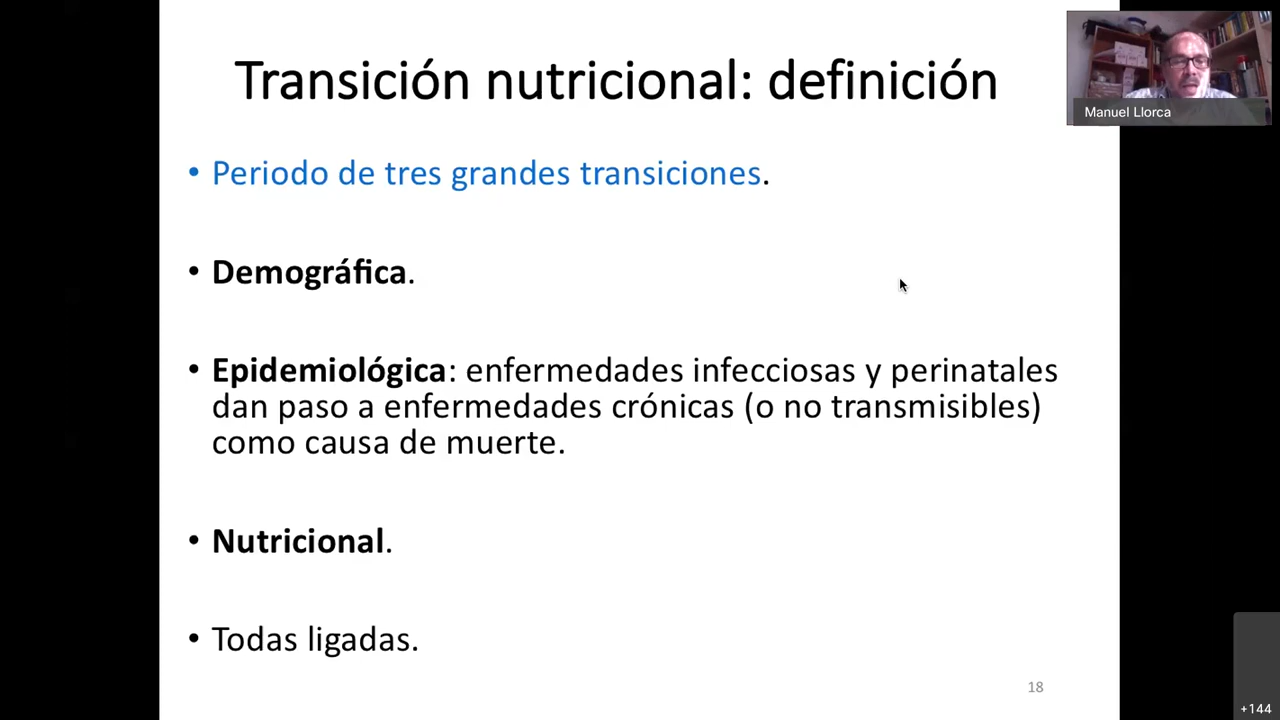 Transición nutricional: definición
Manuel Llorca
• Periodo de tres grandes transiciones.
• Demográfica.
• Epidemiológica: enfermedades infecciosas y perinatales
dan paso a enfermedades crónicas (o no transmisibles)
como causa de muerte.
• Nutricional.
• Todas ligadas.
18
+144